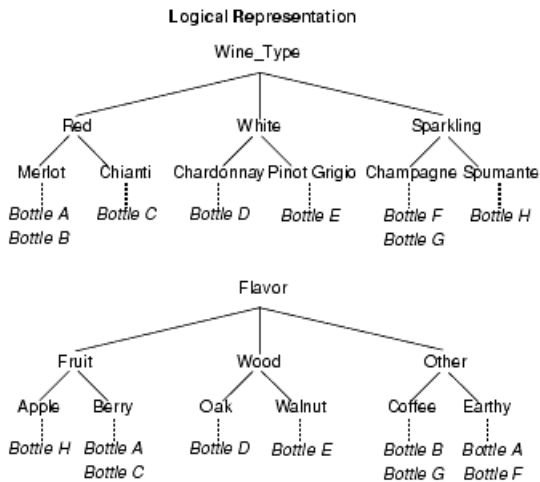 Logical Representation
Wine_Type
Red White Sparkling
Merlot Chianti Chardonnay Pinot Grigio Champagne Spumante
Bottle A Bottle C Bottle D Bottle E Bottle F Bottle H
Bottle B Bottle G
Flavor
Fruit Wood Other
Apple Berry Oak Walnut Coffee Earthy
Bottle H Bottle A Bottle D Bottle E Bottle B Bottle A
Bottle C Bottle G Bottle F